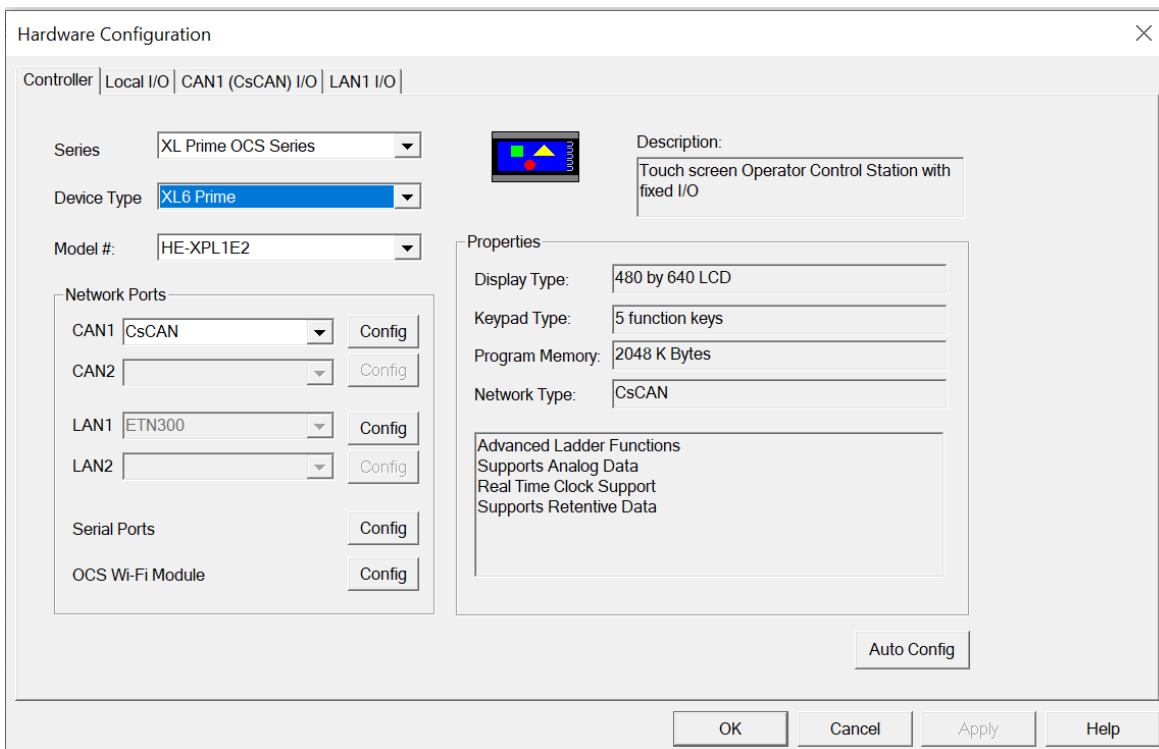 Hardware Configuration
Controller
Local I/O
CAN1 (CsCAN) I/O
LAN1 I/O
Series
XL Prime OCS Series
Device Type
XL6 Prime
Model #:
HE-XPL1E2
Network Ports
CAN1
CsCAN
Config
CAN2
Config
LAN1
ETN300
Config
LAN2
Config
Serial Ports
Config
OCS Wi-Fi Module
Config
Description:
Touch screen Operator Control Station with
fixed I/O
Properties
Display Type:
480 by 640 LCD
Keypad Type:
5 function keys
Program Memory:
2048 K Bytes
Network Type:
CsCAN
Advanced Ladder Functions
Supports Analog Data
Real Time Clock Support
Supports Retentive Data
Auto Config
OK
Cancel
Apply
Help